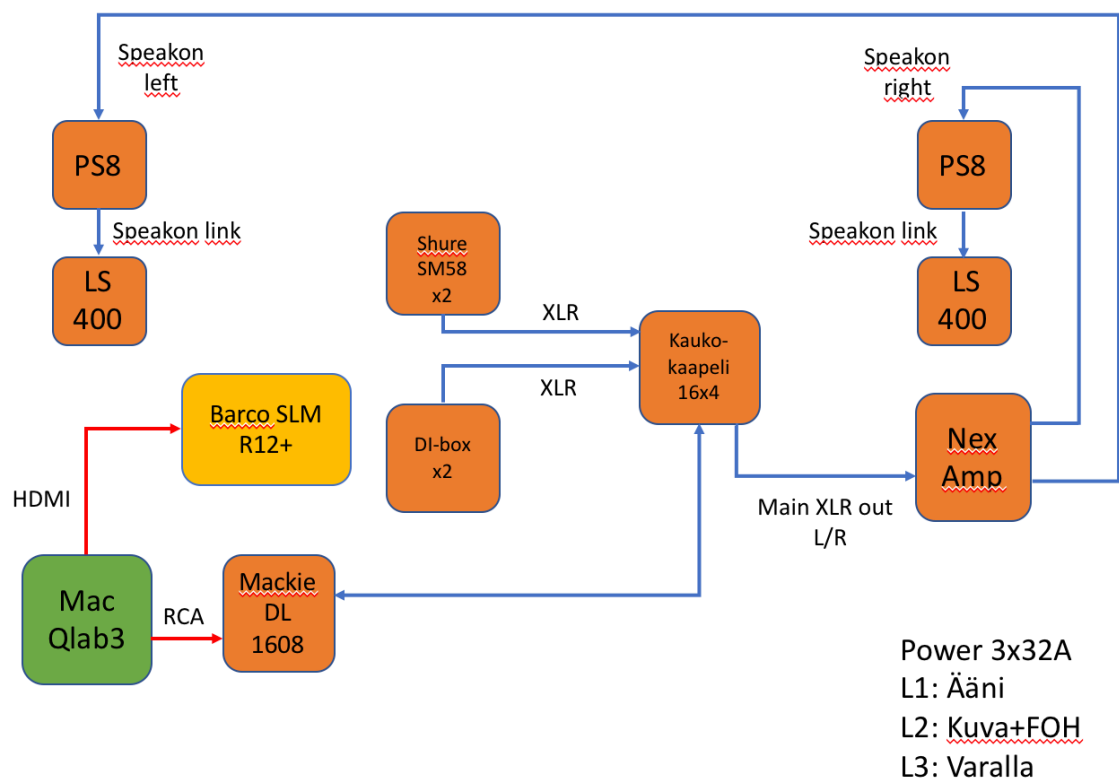 Speakon
left
Speakon
right
PS8
PS8
Speakon link
Speakon link
LS
400
LS
400
Shure
SM58
x2
XLR
Kauko-
kaapeli
16x4
XLR
DI-box
x2
Barco SLM
R12+
HDMI
Nex
Amp
Main XLR out
L/R
Mac
Qlab3
RCA
Mackie
DL
1608
Power 3x32A
L1: Ääni
L2: Kuva+FOH
L3: Varalla